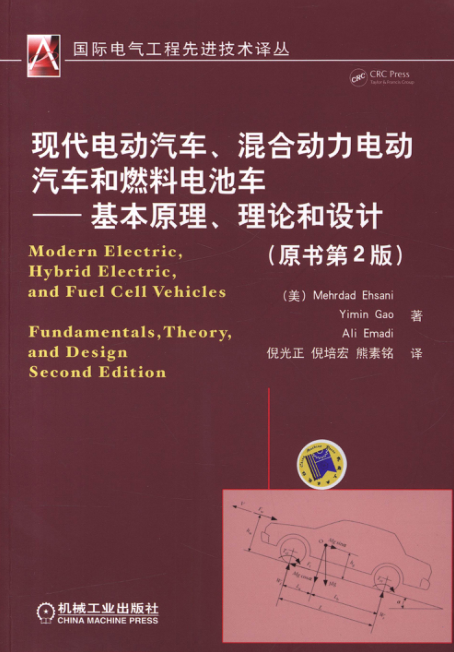 国际电气工程先进技术译丛
CRC
CRC Press
Taylor & Francis Group
现代电动汽车、混合动力电动
汽车和燃料电池车
——基本原理、理论和设计
(原书第2版)
Modern Electric,
Hybrid Electric,
and Fuel Cell Vehicles
Fundamentals, Theory,
and Design
Second Edition
(美) Mehrdad Ehsani
Yimin Gao 著
Ali Emadi
倪光正 倪培宏 熊素铭 译
机械工业出版社
CHINA MACHINE PRESS